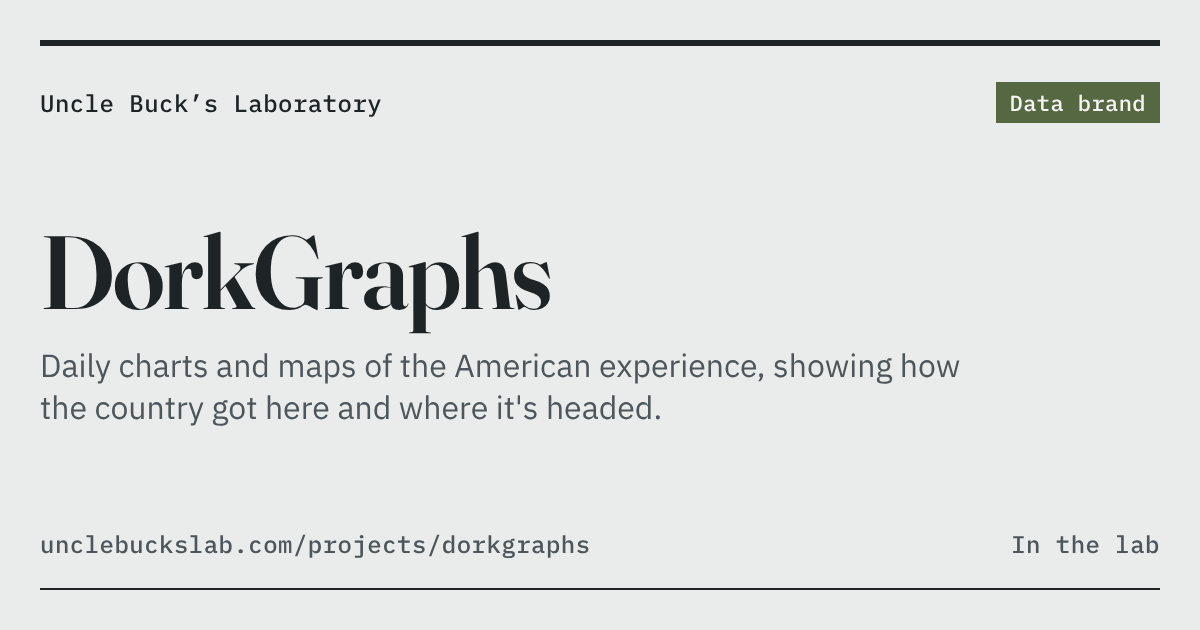 Uncle Buck’s Laboratory
Data brand
DorkGraphs
Daily charts and maps of the American experience, showing how
the country got here and where it's headed.
unclebuckslab.com/projects/dorkgraphs
In the lab